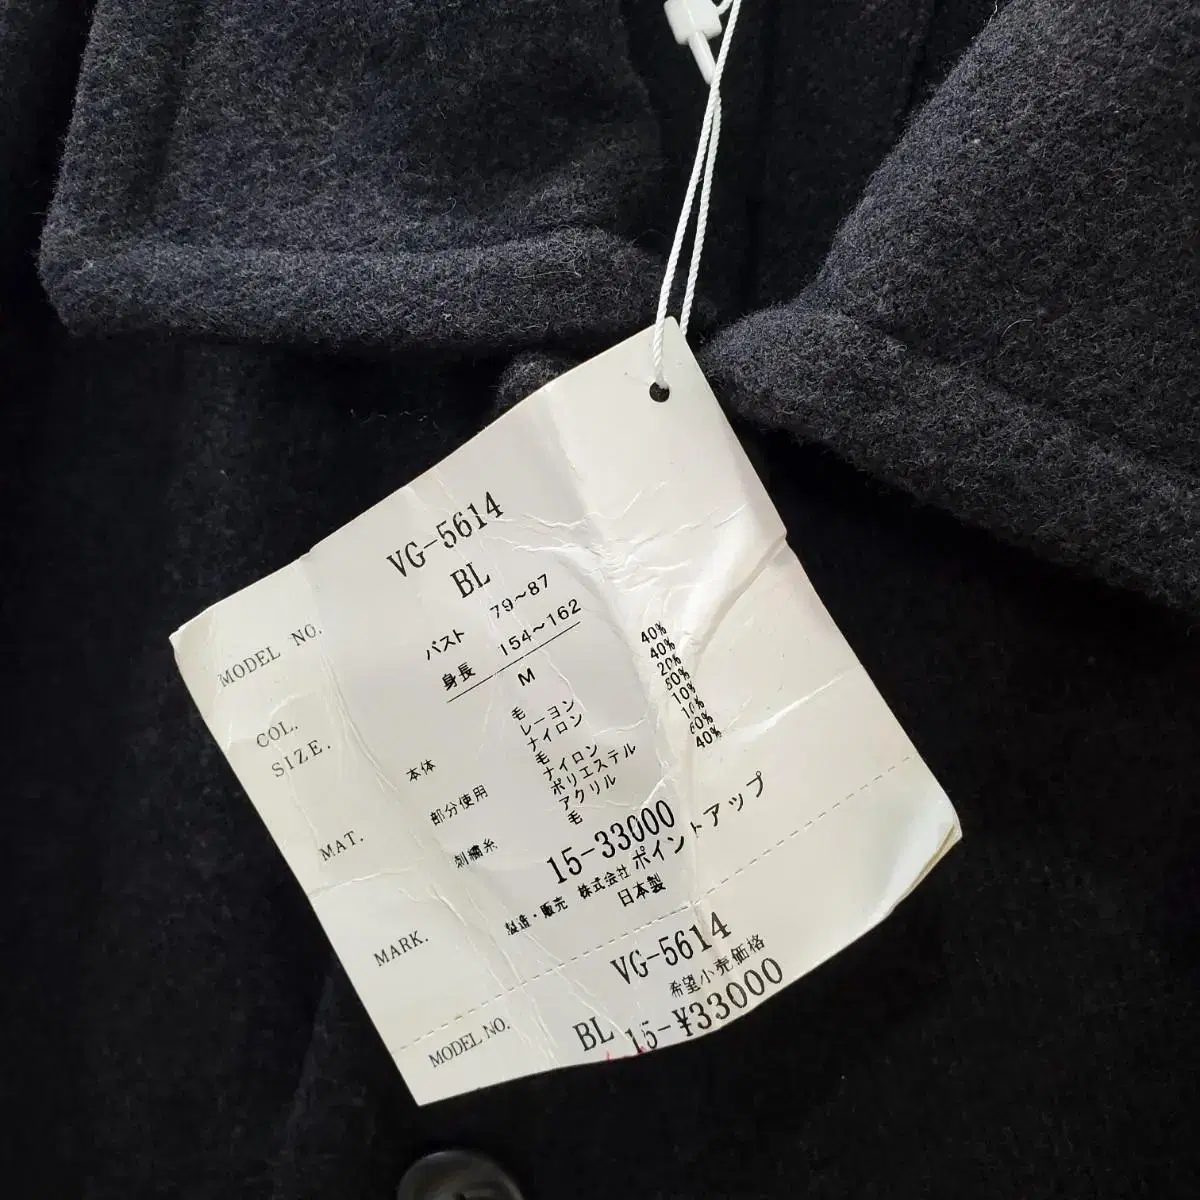 MODEL NO. VG-5614
COL. BL
SIZE. バスト 79~87
身長 154~162
M
MAT. 本体 毛 40%
レーヨン 40%
ナイロン 20%
部分使用 毛 80%
ナイロン 10%
ポリエステル 10%
刺繍糸 アクリル 60%
毛 40%
MARK. 15-33000
製造・販売 株式会社 ポイントアップ
日本製
MODEL NO. VG-5614
希望小売価格
BL 15-¥33000